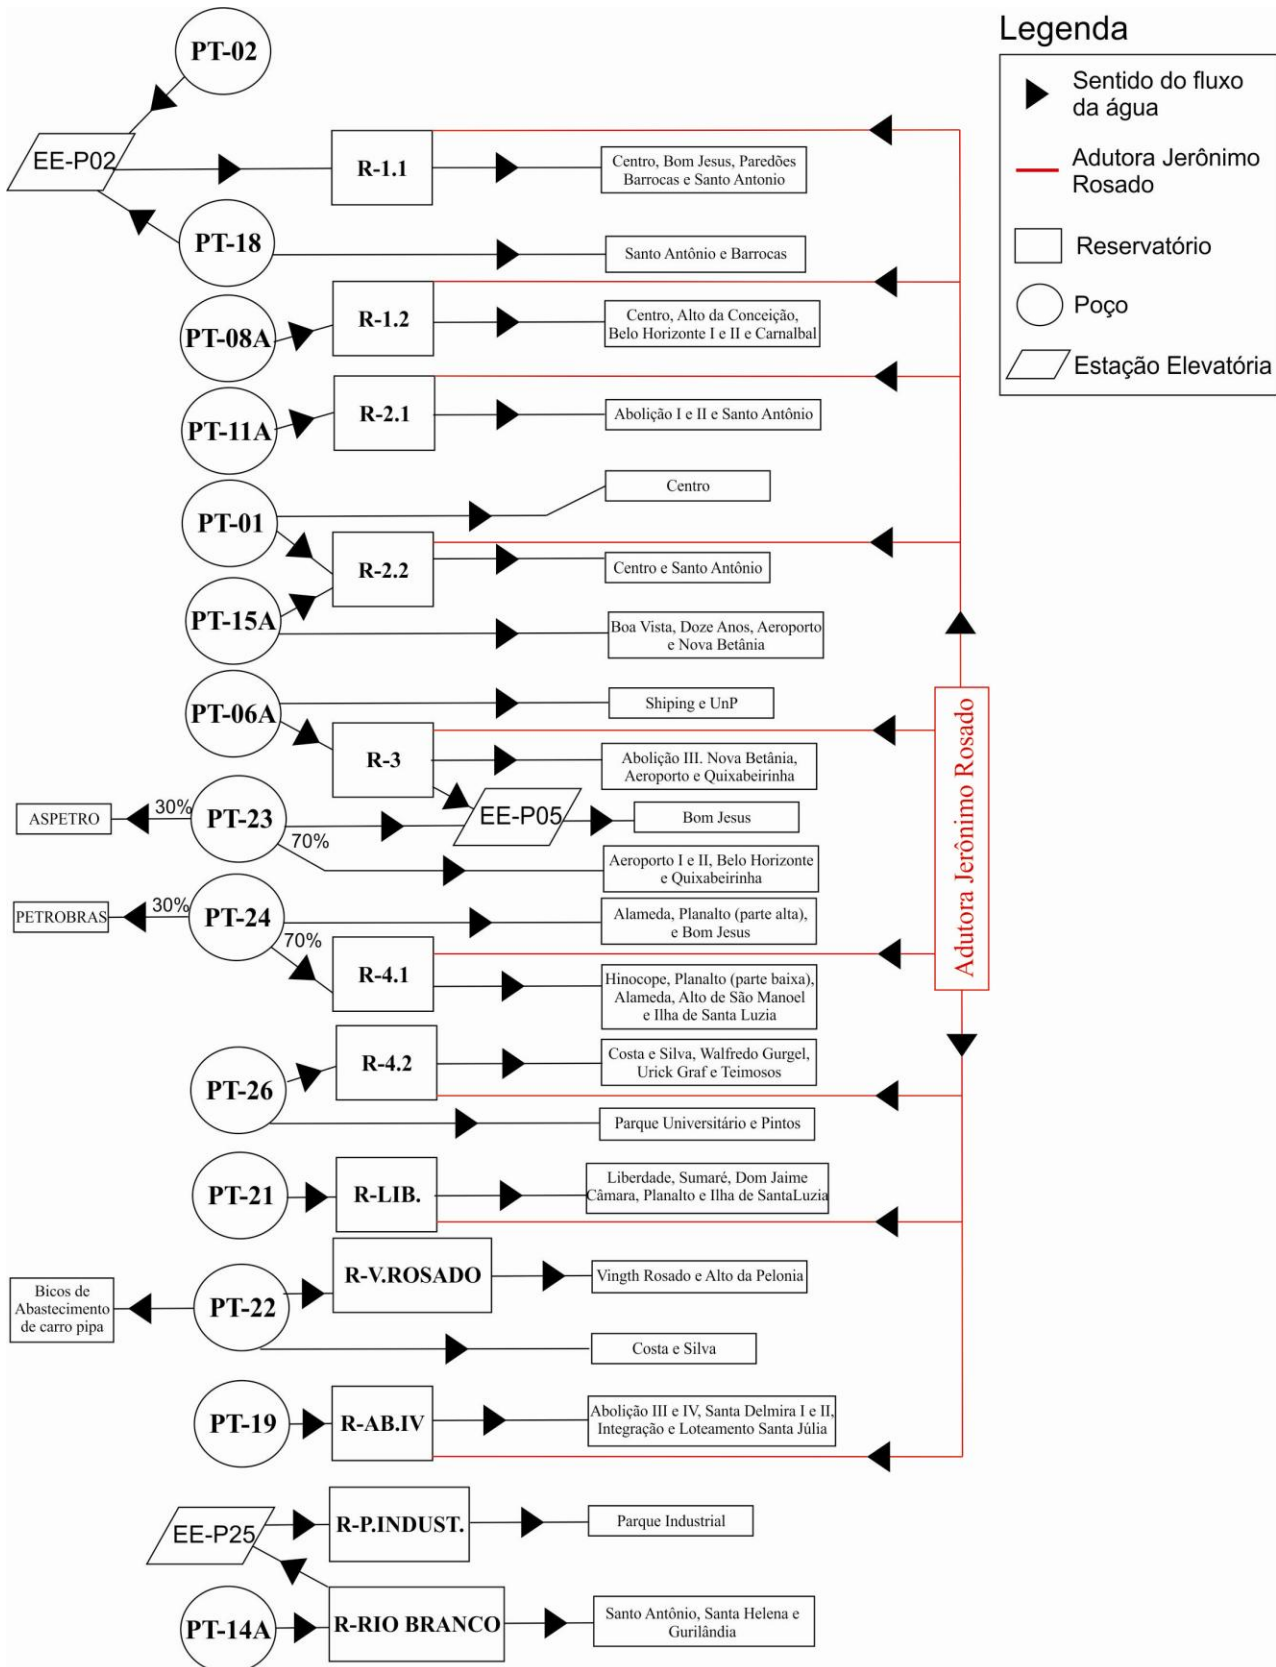 Legenda
Sentido do fluxo
da água
Adutora Jerônimo
Rosado
Reservatório
Poço
Estação Elevatória
PT-02
EE-P02
R-1.1
Centro, Bom Jesus, Paredões
Barrocas e Santo Antonio
PT-18
Santo Antônio e Barrocas
PT-08A
R-1.2
Centro, Alto da Conceição,
Belo Horizonte I e II e Carnalbal
PT-11A
R-2.1
Abolição I e II e Santo Antônio
PT-01
Centro
R-2.2
Centro e Santo Antônio
PT-15A
Boa Vista, Doze Anos, Aeroporto
e Nova Betânia
PT-06A
Shiping e UnP
R-3
Abolição III. Nova Betânia,
Aeroporto e Quixabeirinha
ASPETRO
30%
PT-23
70%
EE-P05
Bom Jesus
Aeroporto I e II, Belo Horizonte
e Quixabeirinha
PETROBRAS
30%
PT-24
70%
Alameda, Planalto (parte alta),
e Bom Jesus
R-4.1
Hinocope, Planalto (parte baixa),
Alameda, Alto de São Manoel
e Ilha de Santa Luzia
Adutora Jerônimo Rosado
PT-26
R-4.2
Costa e Silva, Walfredo Gurgel,
Urick Graf e Teimosos
Parque Universitário e Pintos
PT-21
R-LIB.
Liberdade, Sumaré, Dom Jaime
Câmara, Planalto e Ilha de SantaLuzia
Bicos de
Abastecimento
de carro pipa
PT-22
R-V.ROSADO
Vingth Rosado e Alto da Pelonia
Costa e Silva
PT-19
R-AB.IV
Abolição III e IV, Santa Delmira I e II,
Integração e Loteamento Santa Júlia
EE-P25
R-P.INDUST.
Parque Industrial
PT-14A
R-RIO BRANCO
Santo Antônio, Santa Helena e
Gurilândia